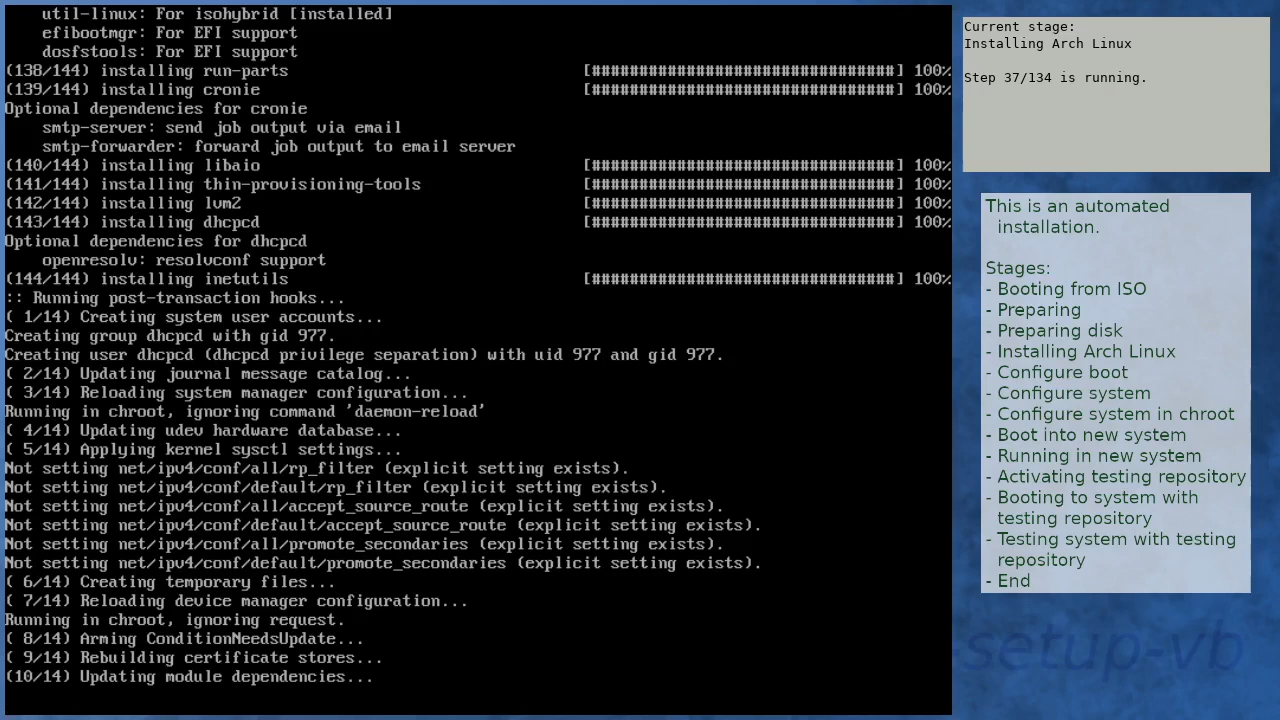 util-linux: For isohybrid [installed]
efibootmgr: For EFI support
dosfstools: For EFI support
(138/144) installing run-parts [################################] 100%
(139/144) installing cronie [################################] 100%
Optional dependencies for cronie
smtp-server: send job output via email
smtp-forwarder: forward job output to email server
(140/144) installing libaio [################################] 100%
(141/144) installing thin-provisioning-tools [################################] 100%
(142/144) installing lvm2 [################################] 100%
(143/144) installing dhcpcd [################################] 100%
Optional dependencies for dhcpcd
openresolv: resolvconf support
(144/144) installing inetutils [################################] 100%
:: Running post-transaction hooks...
( 1/14) Creating system user accounts...
Creating group dhcpcd with gid 977.
Creating user dhcpcd (dhcpcd privilege separation) with uid 977 and gid 977.
( 2/14) Updating journal message catalog...
( 3/14) Reloading system manager configuration...
Running in chroot, ignoring command 'daemon-reload'
( 4/14) Updating udev hardware database...
( 5/14) Applying kernel sysctl settings...
Not setting net/ipv4/conf/all/rp_filter (explicit setting exists).
Not setting net/ipv4/conf/default/rp_filter (explicit setting exists).
Not setting net/ipv4/conf/all/accept_source_route (explicit setting exists).
Not setting net/ipv4/conf/default/accept_source_route (explicit setting exists).
Not setting net/ipv4/conf/all/promote_secondaries (explicit setting exists).
Not setting net/ipv4/conf/default/promote_secondaries (explicit setting exists).
( 6/14) Creating temporary files...
( 7/14) Reloading device manager configuration...
Running in chroot, ignoring request.
( 8/14) Arming ConditionNeedsUpdate...
( 9/14) Rebuilding certificate stores...
(10/14) Updating module dependencies...
Current stage:
Installing Arch Linux
Step 37/134 is running.
This is an automated
installation.
Stages:
- Booting from ISO
- Preparing
- Preparing disk
- Installing Arch Linux
- Configure boot
- Configure system
- Configure system in chroot
- Boot into new system
- Running in new system
- Activating testing repository
- Booting to system with
testing repository
- Testing system with testing
repository
- End
-setup-vb